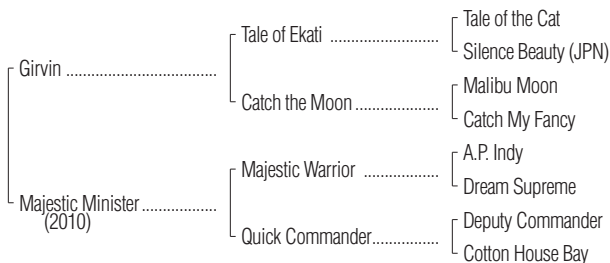 Tale of the Cat
Tale of Ekati ..........................
Silence Beauty (JPN)
Girvin ....................................
Malibu Moon
Catch the Moon ....................
Catch My Fancy
A.P. Indy
Majestic Warrior ..................
Dream Supreme
Majestic Minister ..................
(2010)
Deputy Commander
Quick Commander................
Cotton House Bay